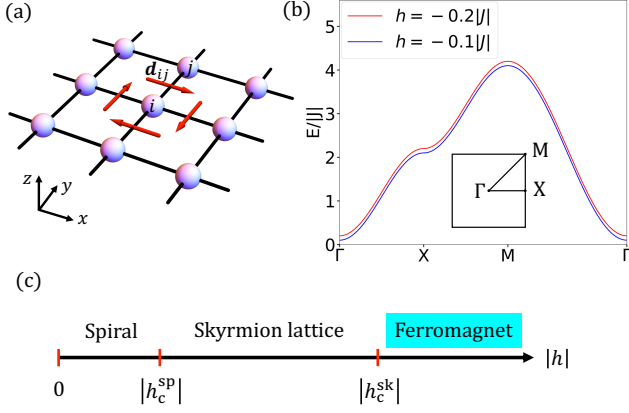 (a)
d_ij
j
i
z
y
x
(b)
h = −0.2|J|
h = −0.1|J|
E/|J|
5
4
3
2
1
0
Γ X M Γ
M
Γ X
(c)
Spiral Skyrmion lattice Ferromagnet
|h|
0 |h_c^sp| |h_c^sk|